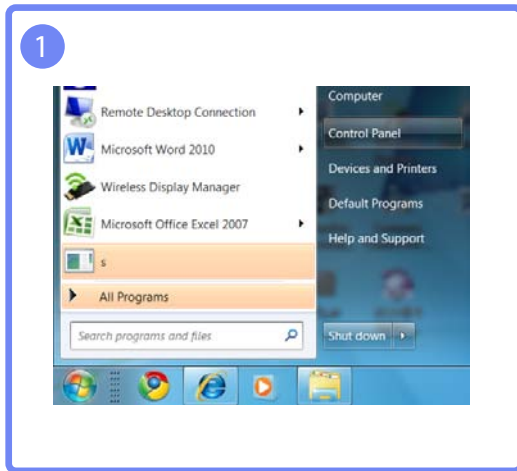 1
Remote Desktop Connection
Microsoft Word 2010
Wireless Display Manager
Microsoft Office Excel 2007
s
All Programs
Search programs and files
Computer
Control Panel
Devices and Printers
Default Programs
Help and Support
Shut down